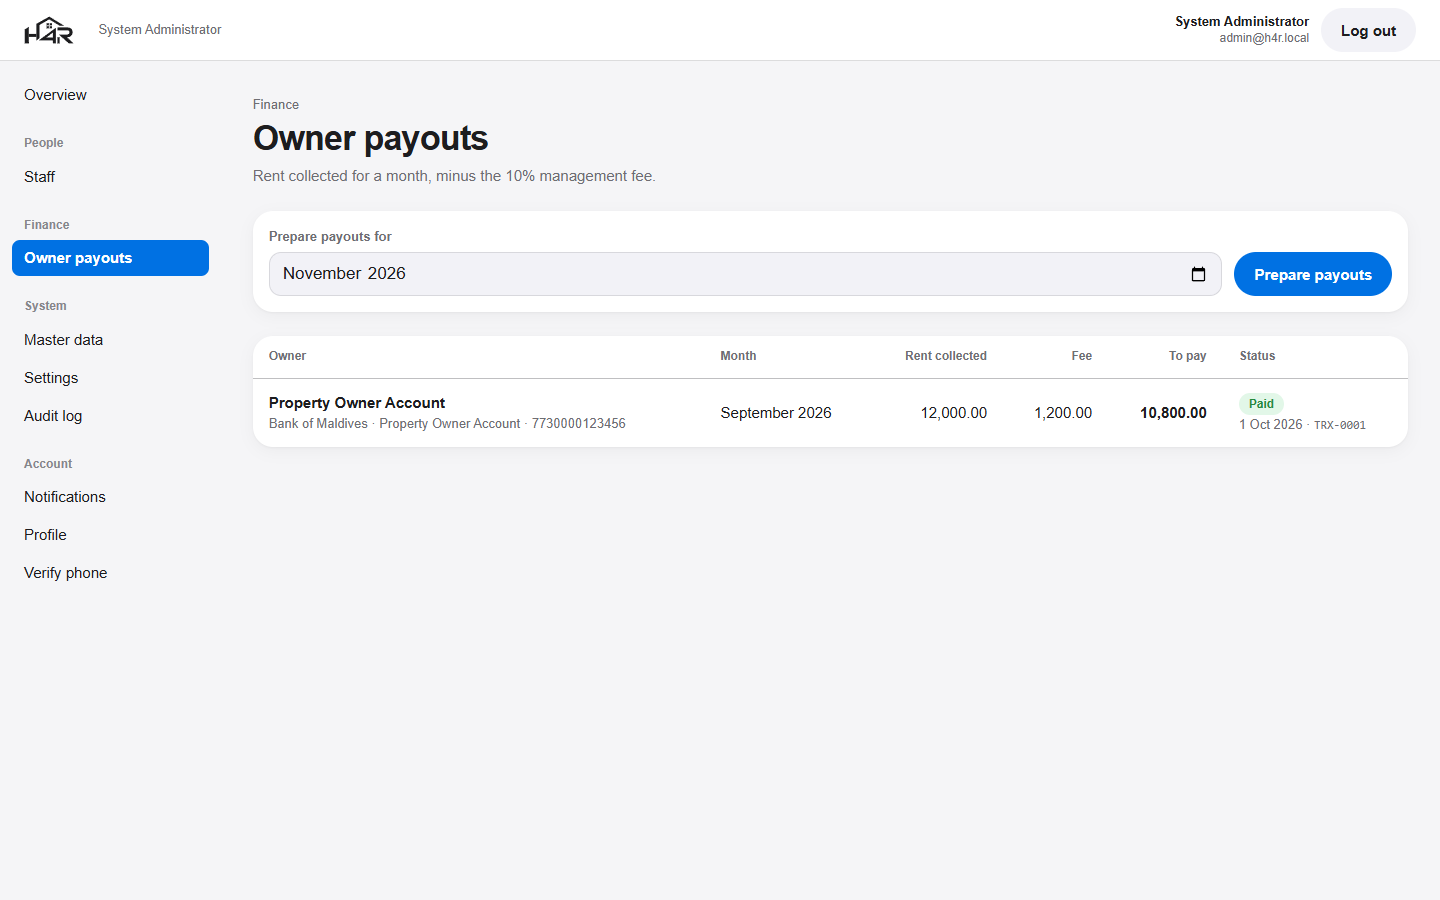 H4R
System Administrator
System Administrator
admin@h4r.local
Log out
Overview
People
Staff
Finance
Owner payouts
System
Master data
Settings
Audit log
Account
Notifications
Profile
Verify phone
Finance
Owner payouts
Rent collected for a month, minus the 10% management fee.
Prepare payouts for
November 2026
Prepare payouts
Owner Month Rent collected Fee To pay Status
Property Owner Account
Bank of Maldives · Property Owner Account · 7730000123456
September 2026 12,000.00 1,200.00 10,800.00
Paid
1 Oct 2026 · TRX-0001